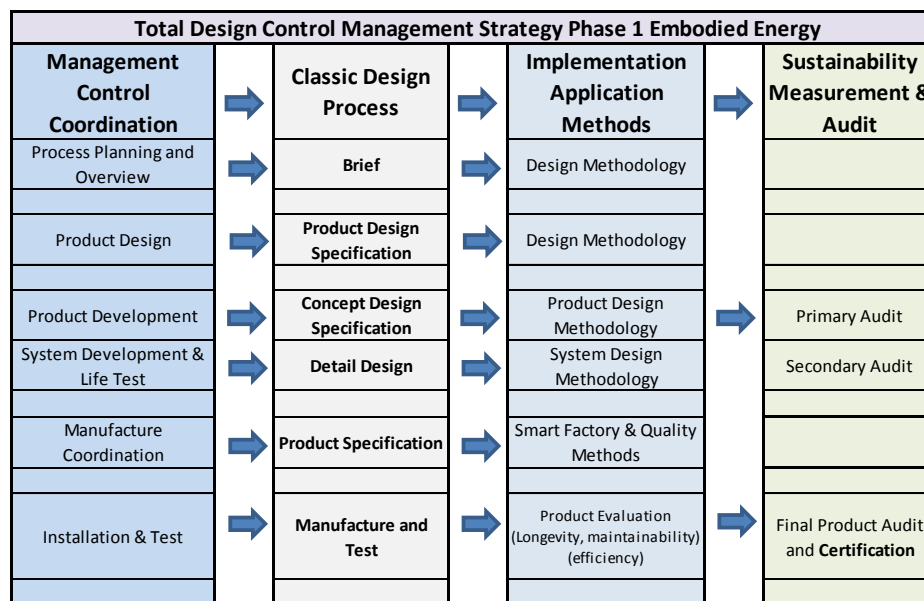 Total Design Control Management Strategy Phase 1 Embodied Energy
Management
Control
Coordination
Classic Design
Process
Implementation
Application
Methods
Sustainability
Measurement &
Audit
Process Planning and
Overview
Brief
Design Methodology
Product Design
Product Design
Specification
Design Methodology
Product Development
Concept Design
Specification
Product Design
Methodology
Primary Audit
System Development &
Life Test
Detail Design
System Design
Methodology
Secondary Audit
Manufacture
Coordination
Product Specification
Smart Factory & Quality
Methods
Installation & Test
Manufacture and
Test
Product Evaluation
(Longevity, maintainability)
(efficiency)
Final Product Audit
and Certification